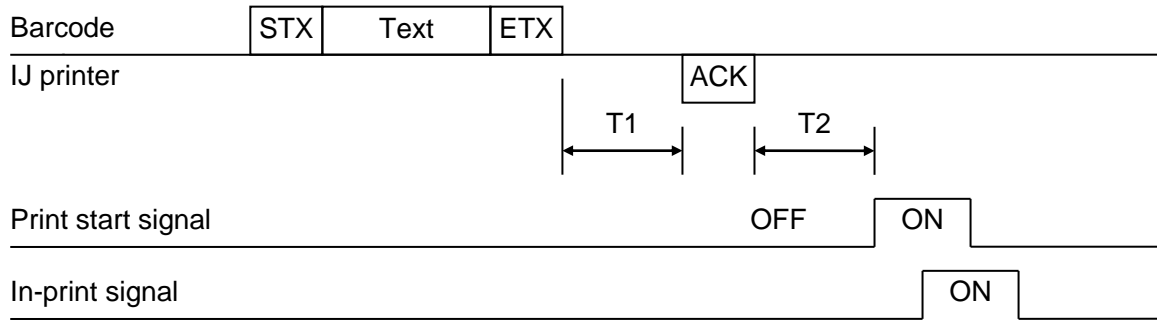 Barcode STX Text ETX
IJ printer ACK
T1 T2
Print start signal OFF ON
In-print signal ON